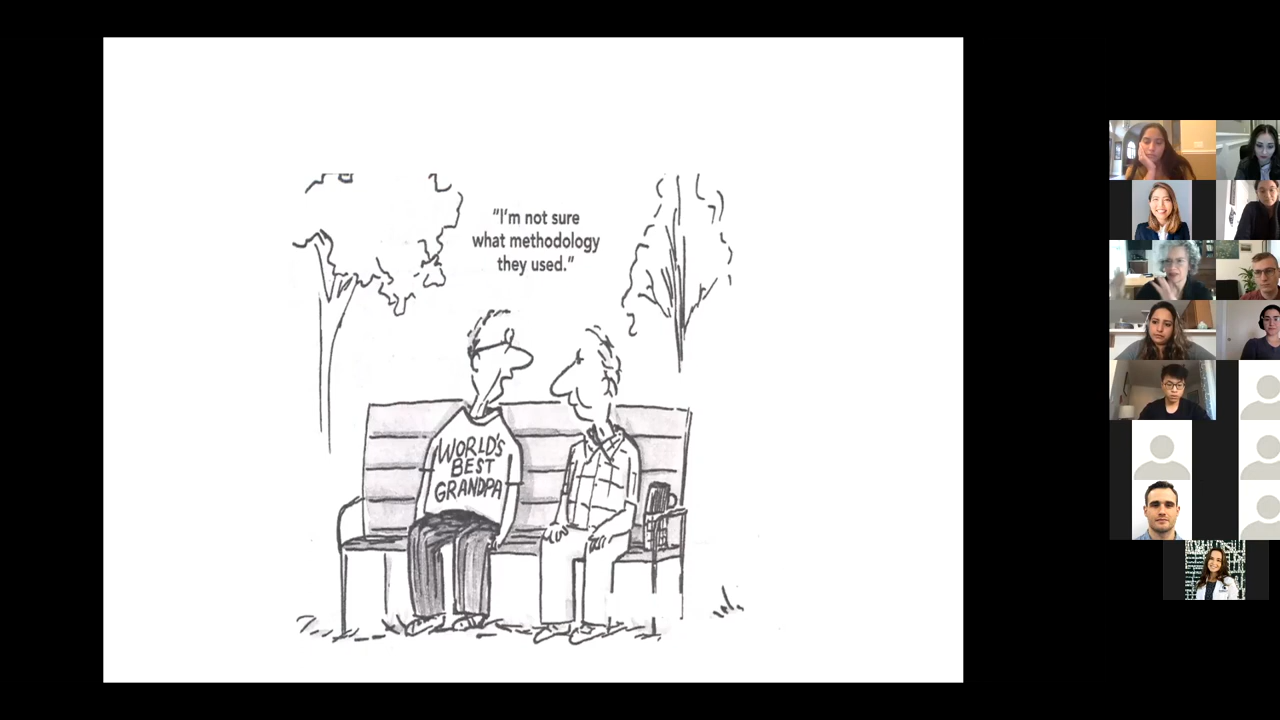 “I’m not sure
what methodology
they used.”
WORLD'S
BEST
GRANDPA